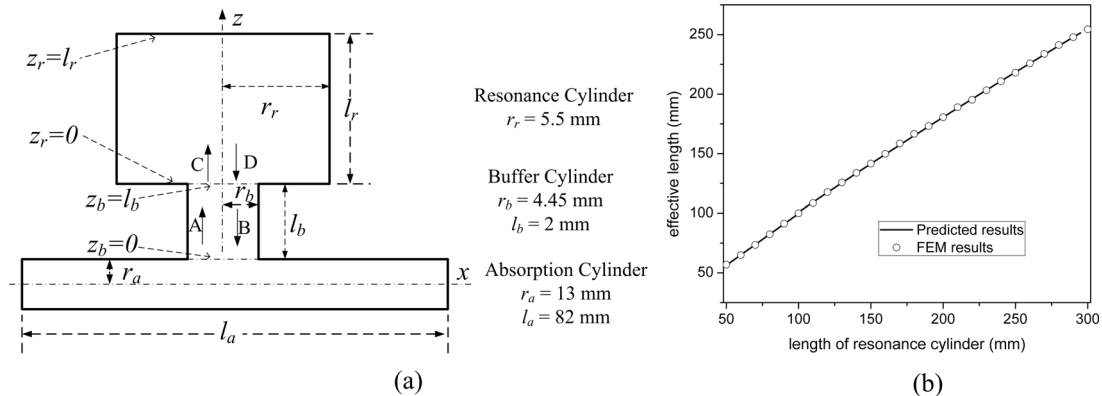 z
z_r=l_r
r_r
l_r
z_r=0
C
D
z_b=l_b
r_b
A
B
l_b
z_b=0
r_a
x
l_a
(a)
Resonance Cylinder
r_r = 5.5 mm
Buffer Cylinder
r_b = 4.45 mm
l_b = 2 mm
Absorption Cylinder
r_a = 13 mm
l_a = 82 mm
effective length (mm)
250
200
150
100
50
Predicted results
FEM results
50 100 150 200 250 300
length of resonance cylinder (mm)
(b)